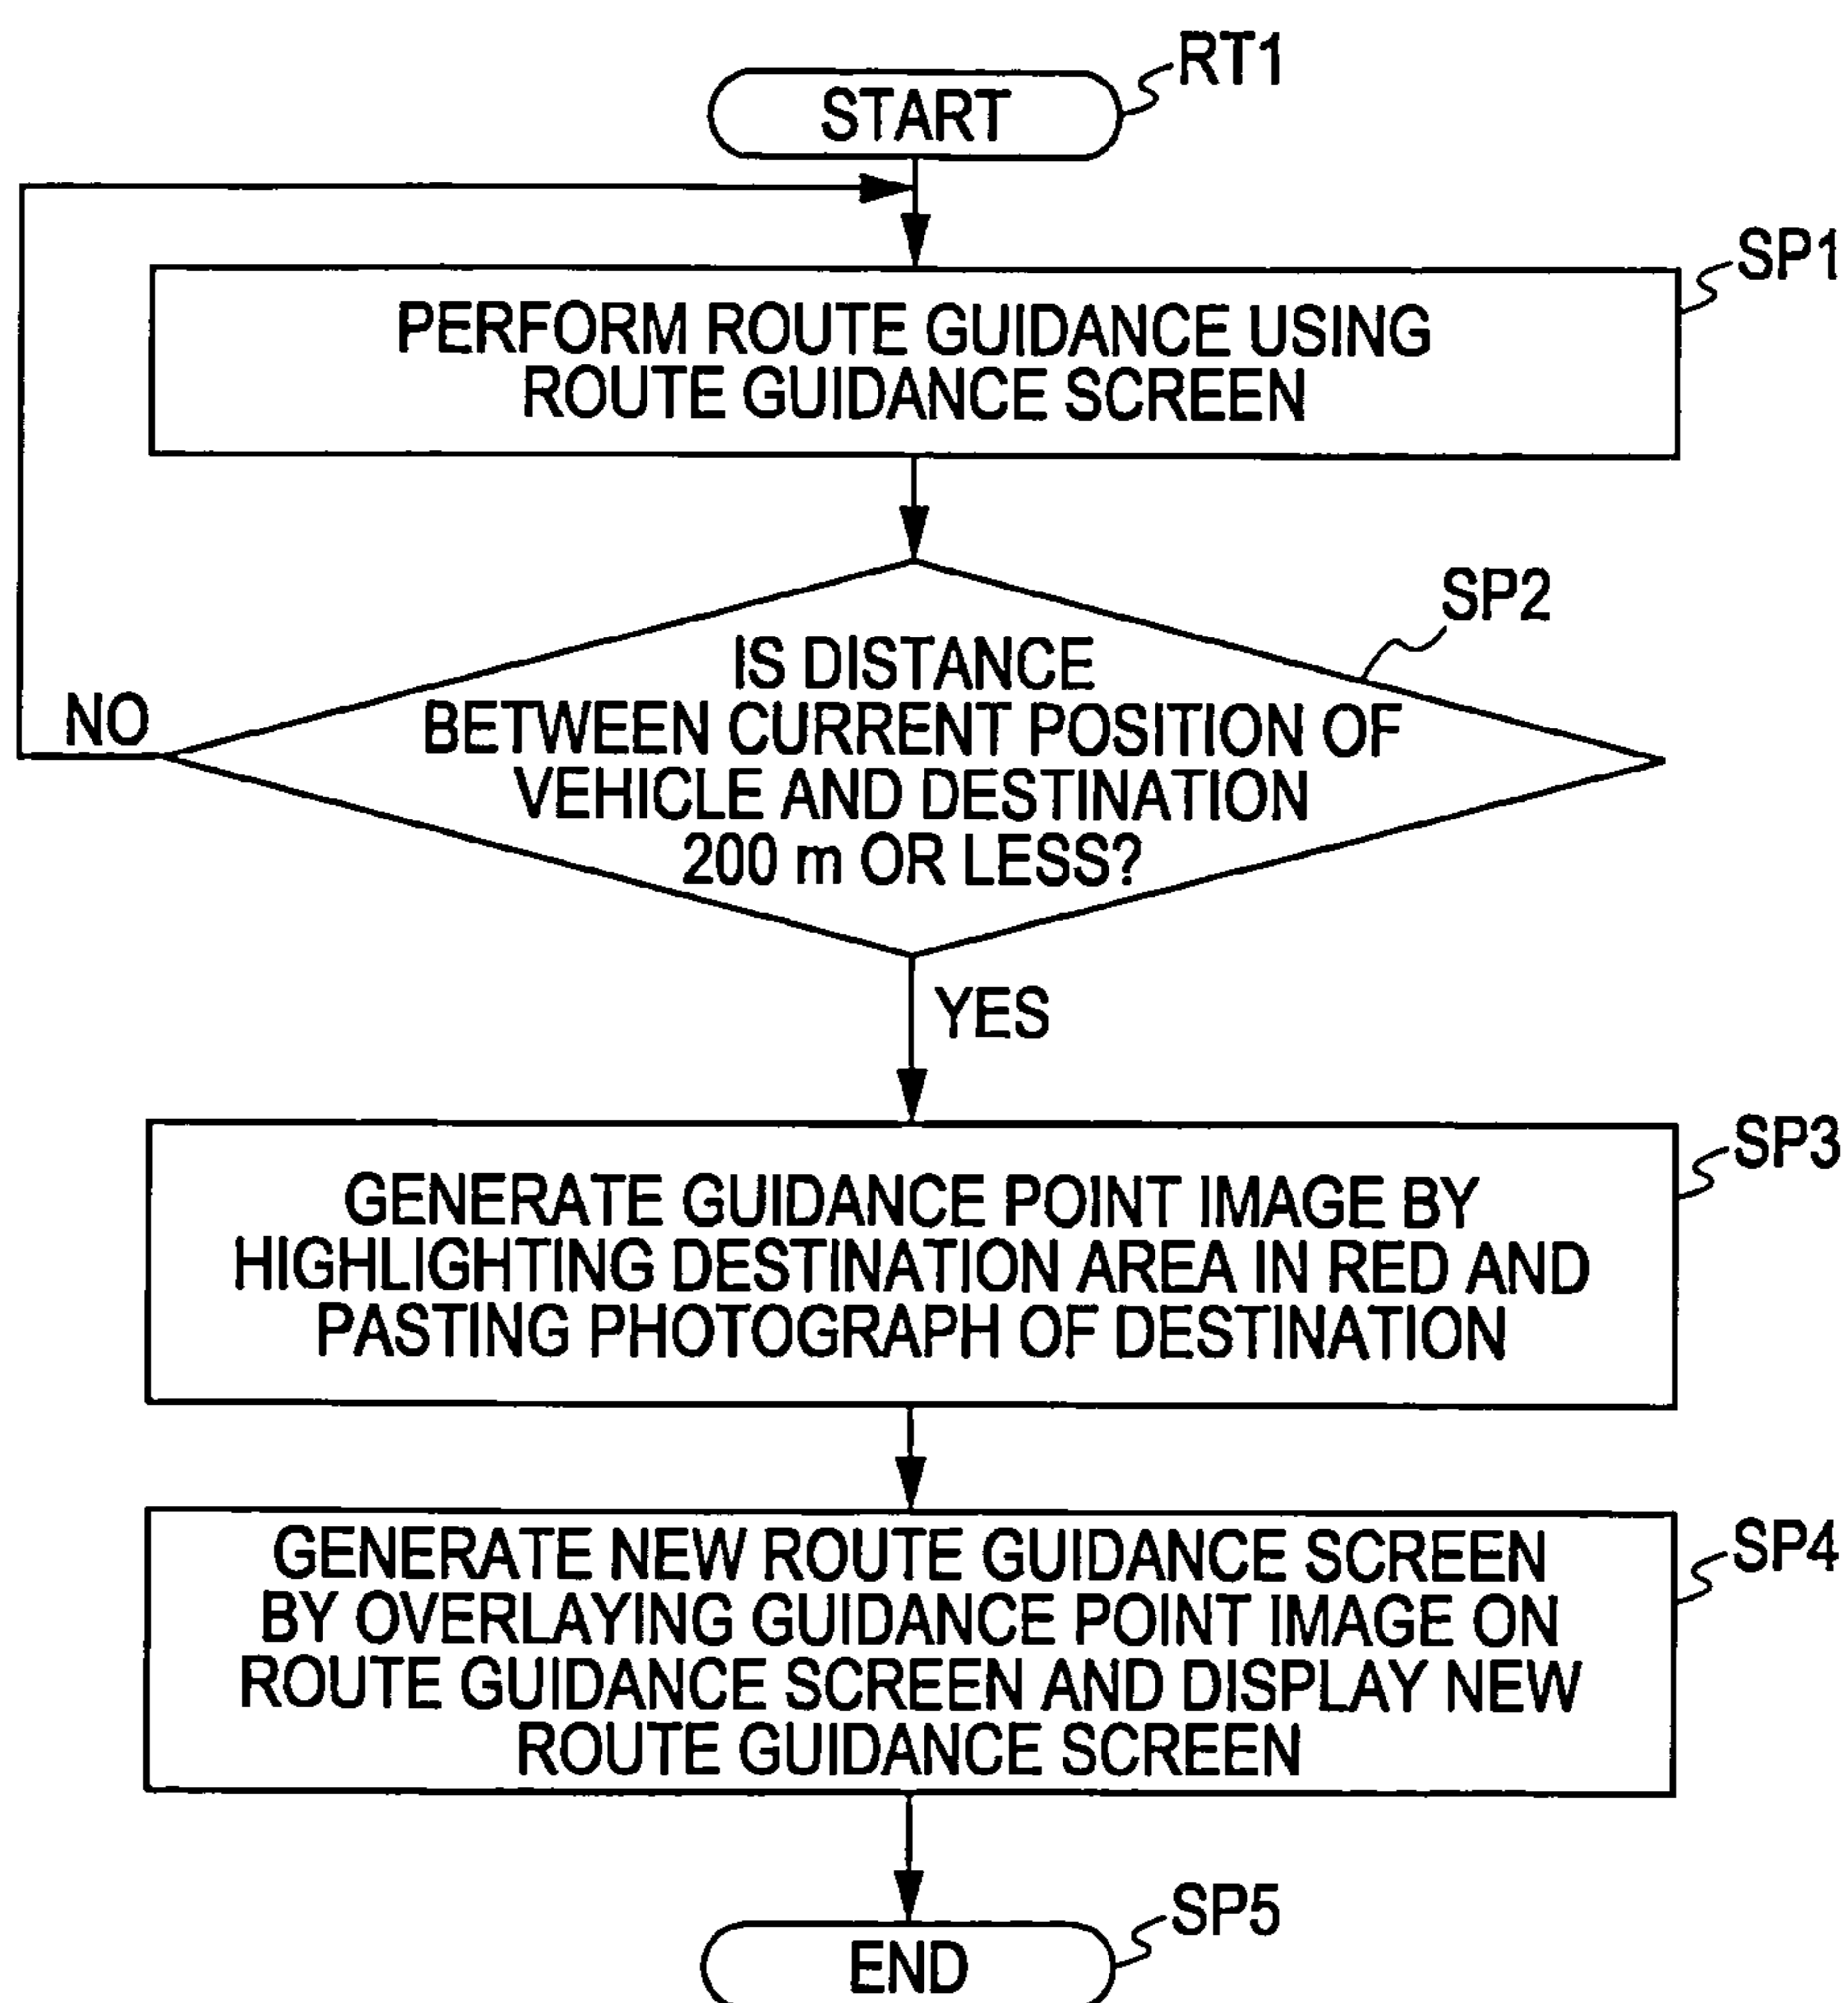 RT1
START
SP1
PERFORM ROUTE GUIDANCE USING
ROUTE GUIDANCE SCREEN
SP2
IS DISTANCE
BETWEEN CURRENT POSITION OF
VEHICLE AND DESTINATION
200 m OR LESS?
NO
YES
SP3
GENERATE GUIDANCE POINT IMAGE BY
HIGHLIGHTING DESTINATION AREA IN RED AND
PASTING PHOTOGRAPH OF DESTINATION
SP4
GENERATE NEW ROUTE GUIDANCE SCREEN
BY OVERLAYING GUIDANCE POINT IMAGE ON
ROUTE GUIDANCE SCREEN AND DISPLAY NEW
ROUTE GUIDANCE SCREEN
SP5
END